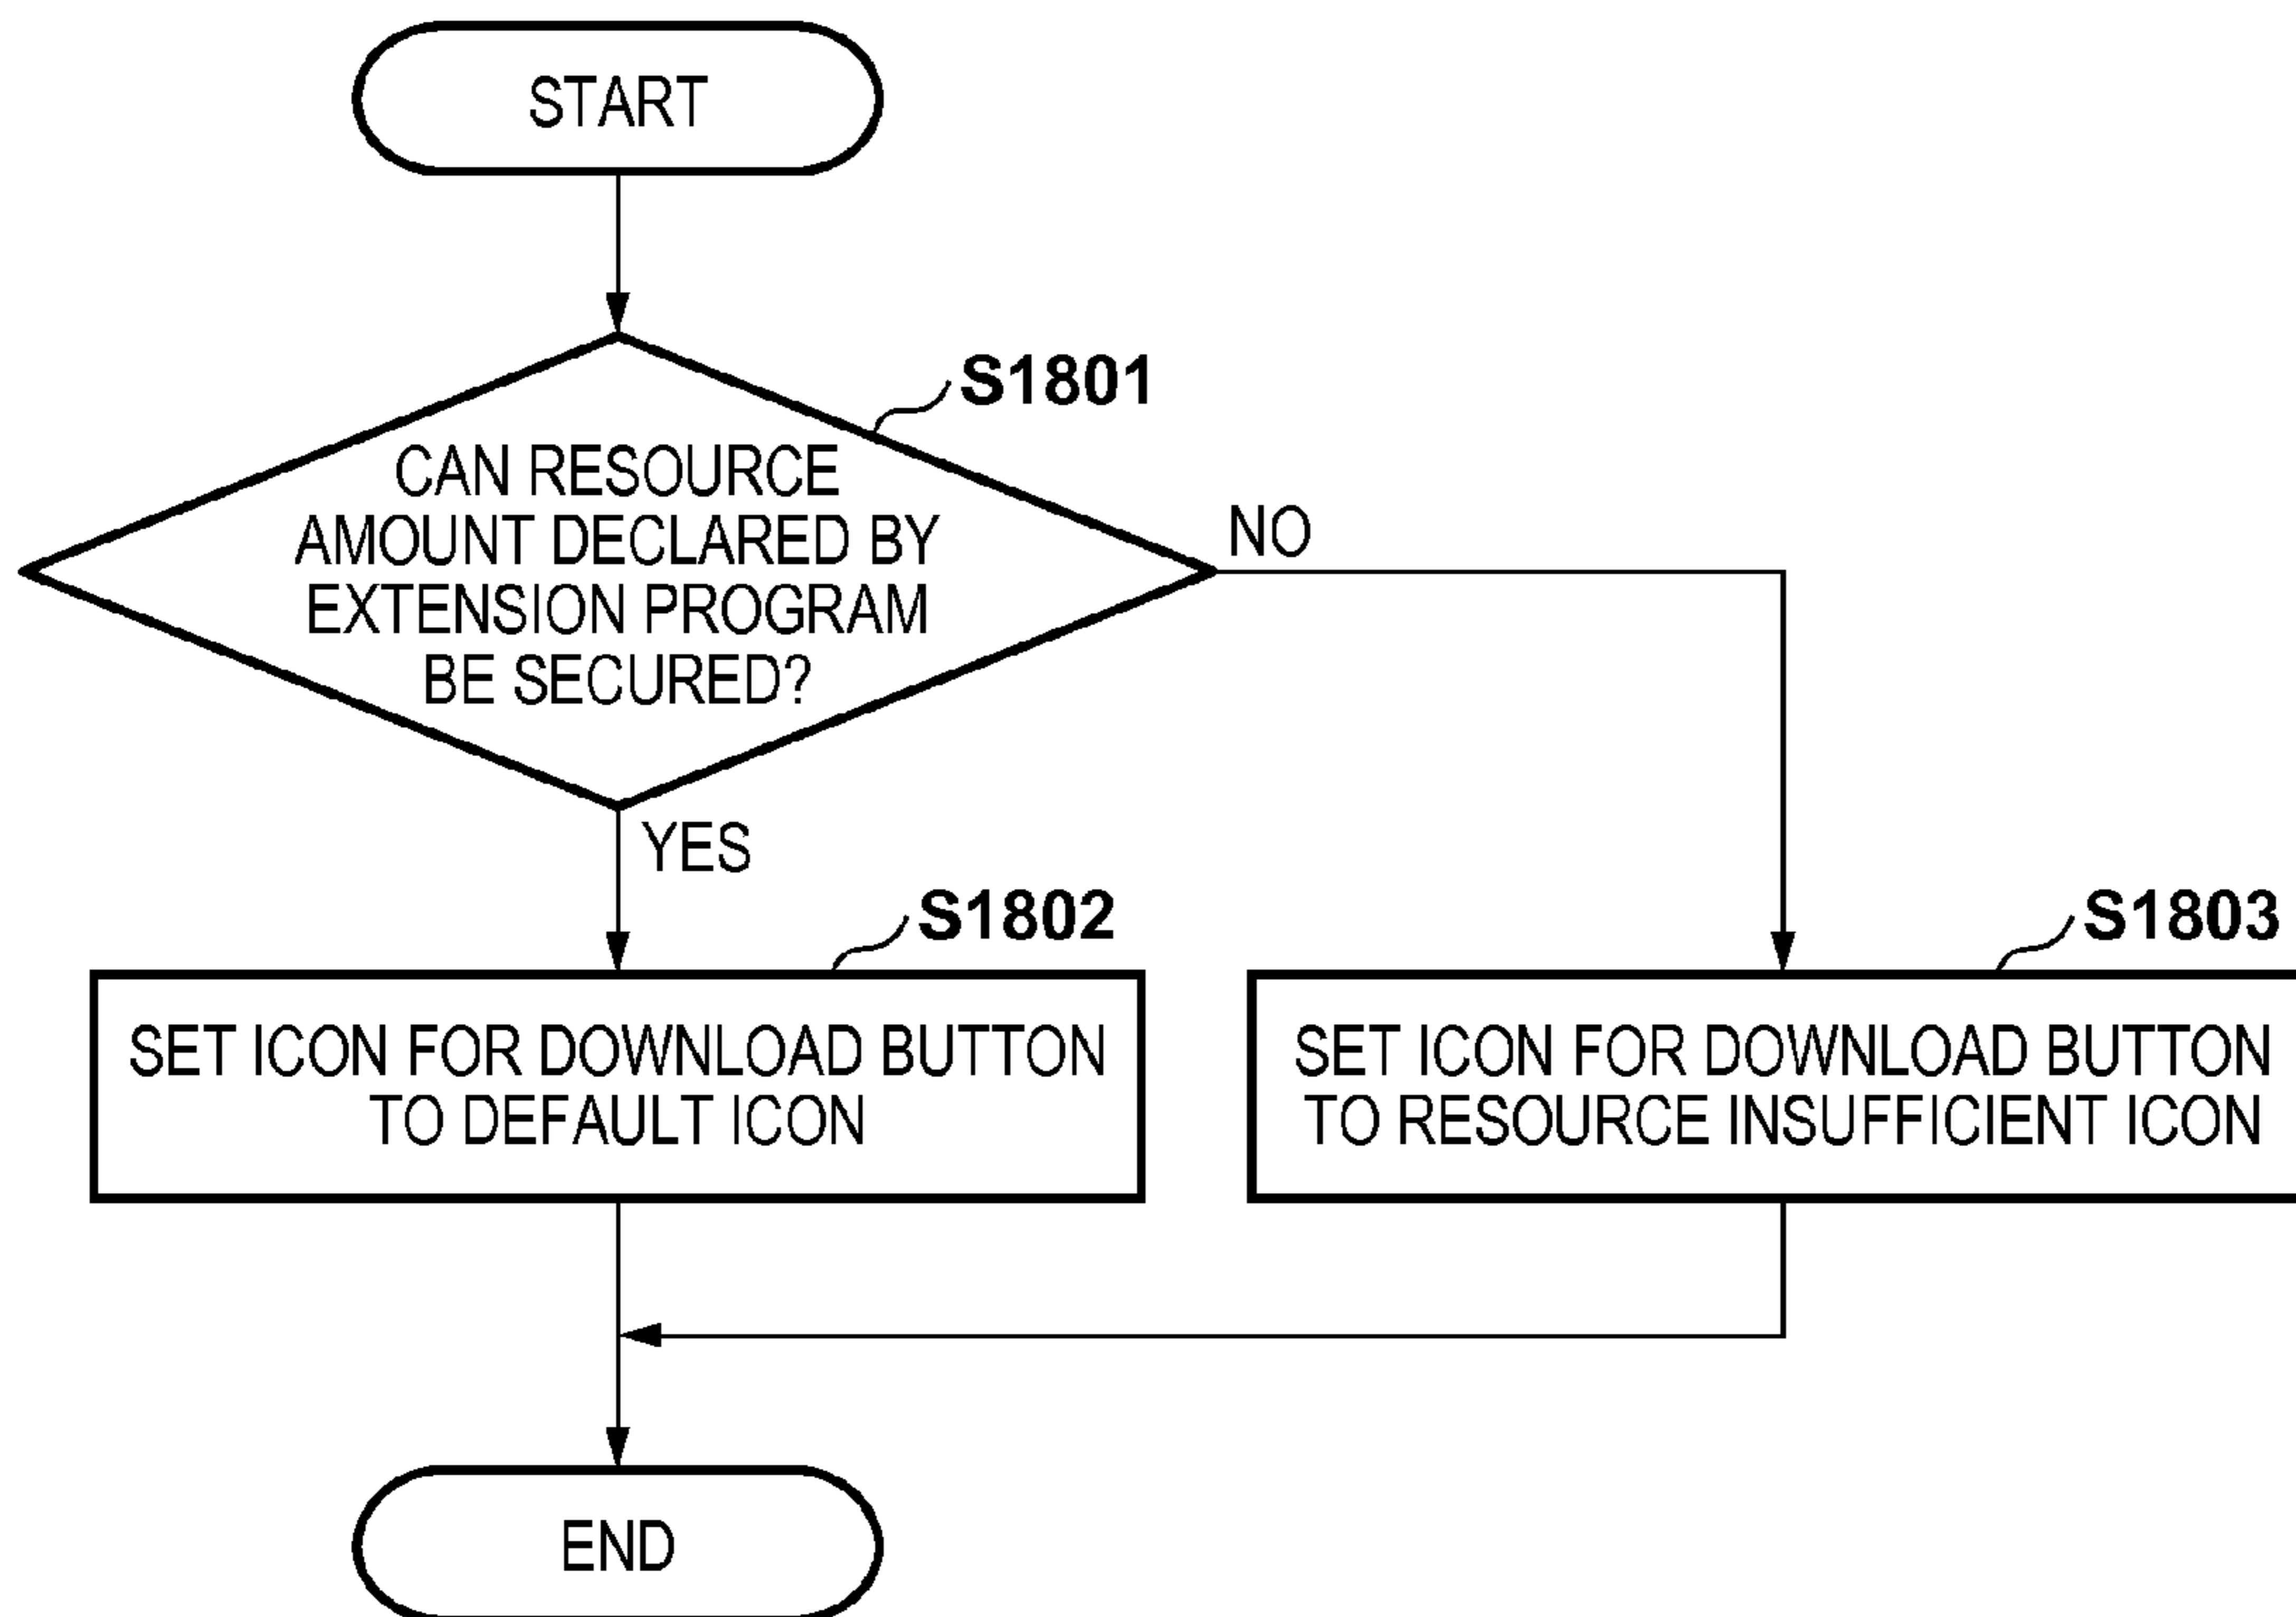 START
S1801
CAN RESOURCE
AMOUNT DECLARED BY
EXTENSION PROGRAM
BE SECURED?
NO
YES
S1802
SET ICON FOR DOWNLOAD BUTTON
TO DEFAULT ICON
S1803
SET ICON FOR DOWNLOAD BUTTON
TO RESOURCE INSUFFICIENT ICON
END